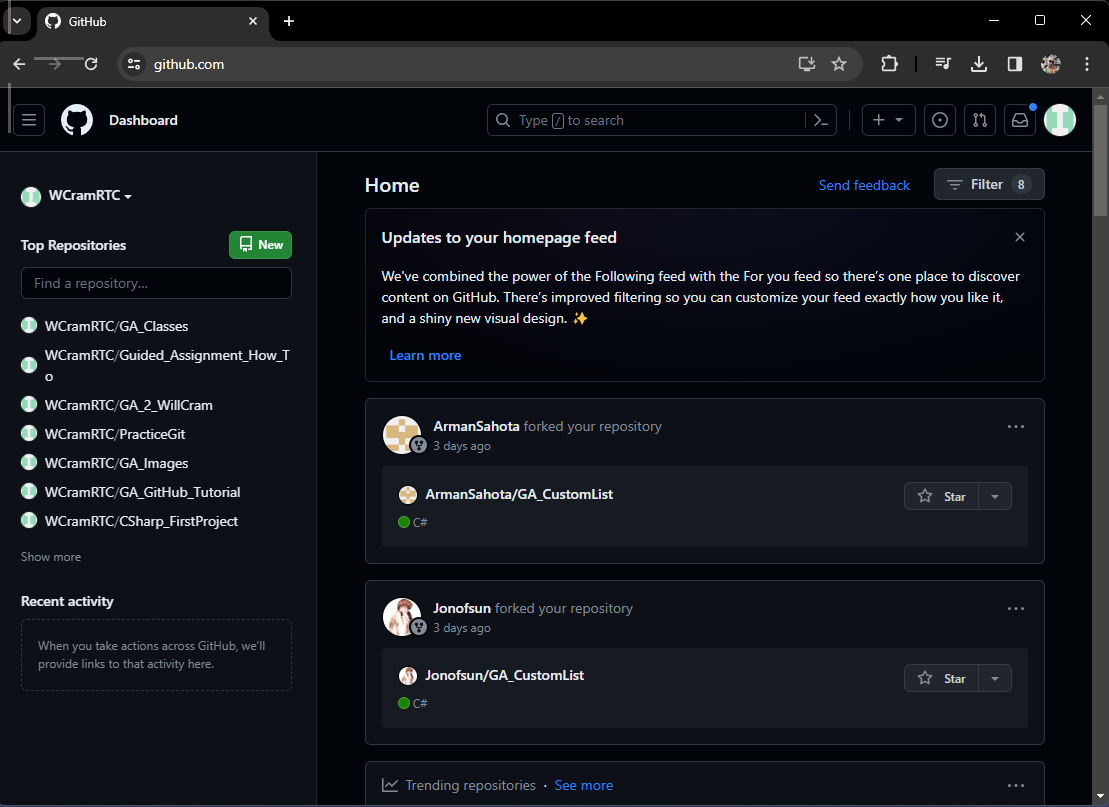 GitHub
github.com
Dashboard
Type / to search
WCramRTC
Top Repositories
New
Find a repository...
WCramRTC/GA_Classes
WCramRTC/Guided_Assignment_How_T
o
WCramRTC/GA_2_WillCram
WCramRTC/PracticeGit
WCramRTC/GA_Images
WCramRTC/GA_GitHub_Tutorial
WCramRTC/CSharp_FirstProject
Show more
Recent activity
When you take actions across GitHub, we'll
provide links to that activity here.
Home
Send feedback
Filter 8
Updates to your homepage feed
We've combined the power of the Following feed with the For you feed so there's one place to discover
content on GitHub. There's improved filtering so you can customize your feed exactly how you like it,
and a shiny new visual design. ✨
Learn more
ArmanSahota forked your repository
3 days ago
ArmanSahota/GA_CustomList
Star
C#
Jonofsun forked your repository
3 days ago
Jonofsun/GA_CustomList
Star
C#
Trending repositories · See more